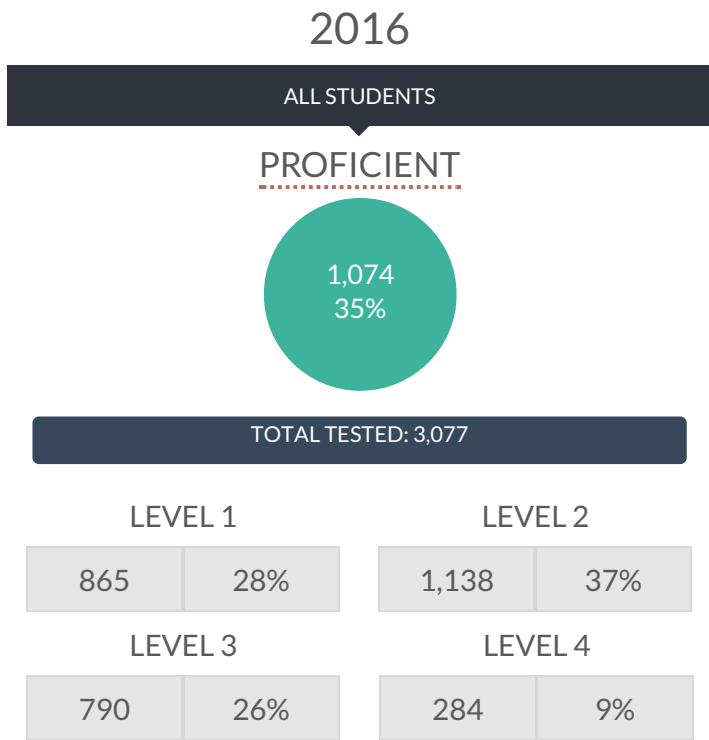 2016
ALL STUDENTS
PROFICIENT
1,074
35%
TOTAL TESTED: 3,077
LEVEL 1 LEVEL 2
865 28% 1,138 37%
LEVEL 3 LEVEL 4
790 26% 284 9%